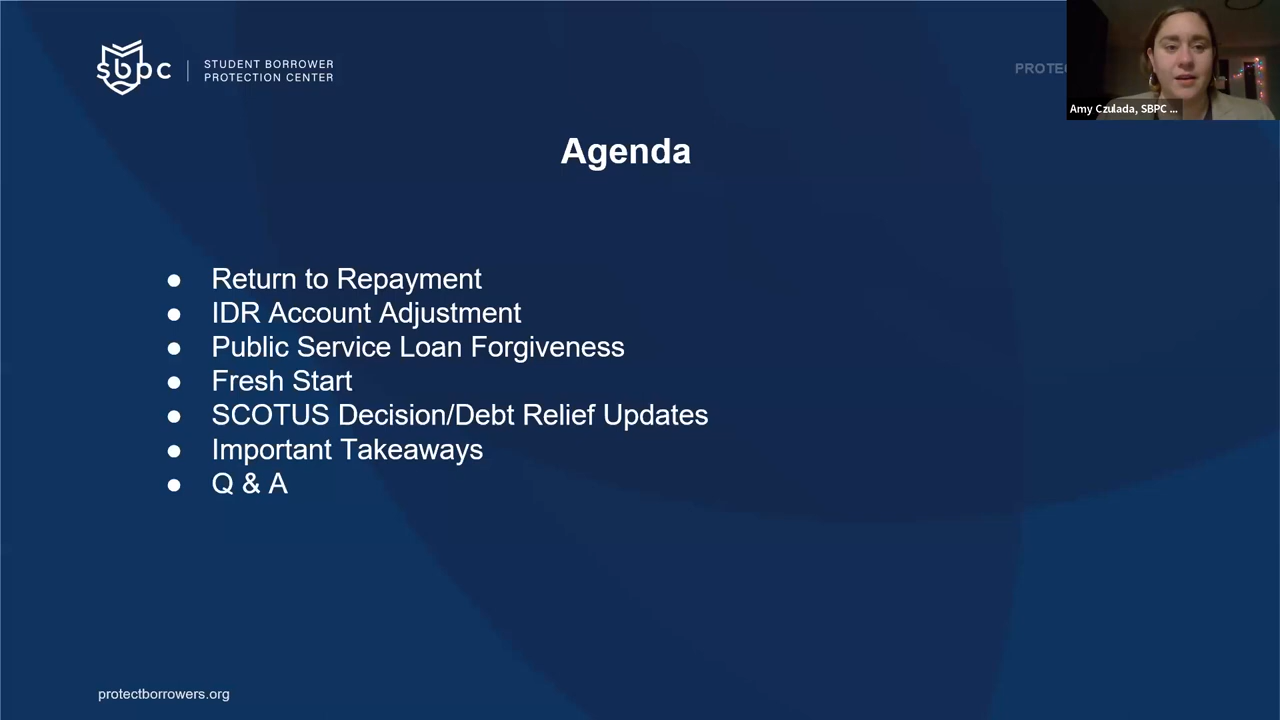 sbpc
STUDENT BORROWER
PROTECTION CENTER
Amy Czulada, SBPC ...
Agenda
● Return to Repayment
● IDR Account Adjustment
● Public Service Loan Forgiveness
● Fresh Start
● SCOTUS Decision/Debt Relief Updates
● Important Takeaways
● Q & A
protectborrowers.org